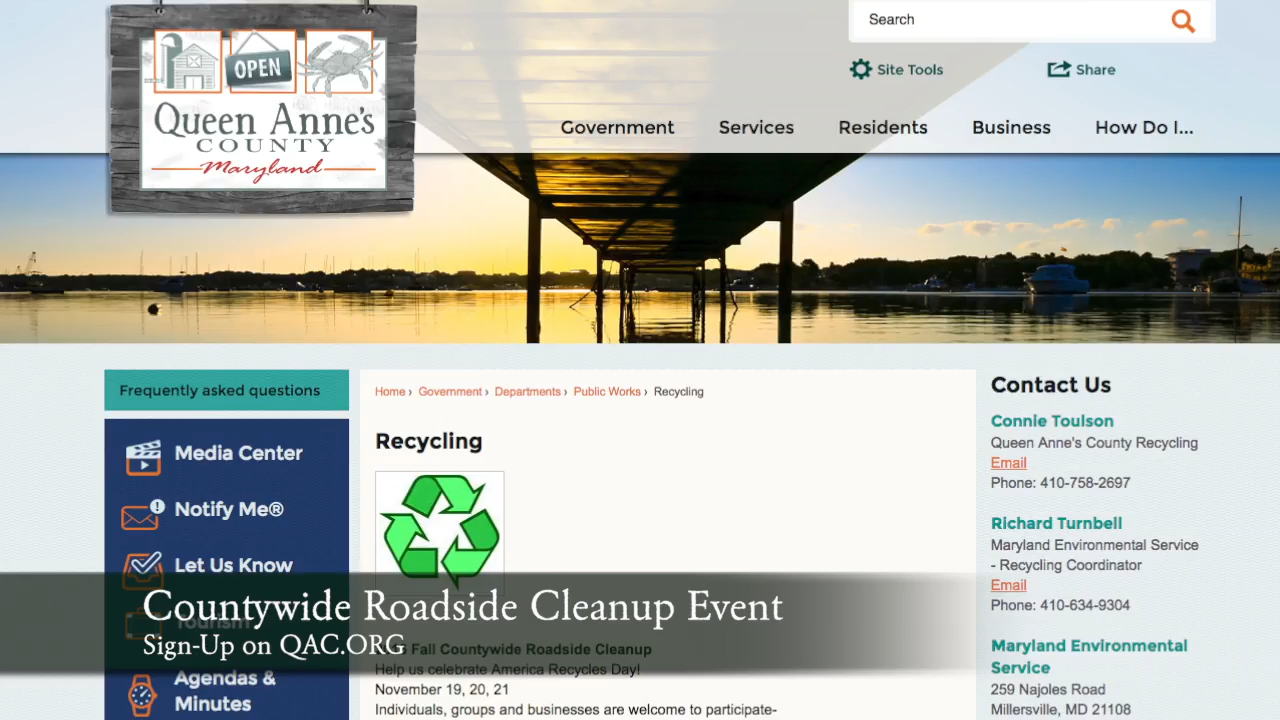 OPEN
Queen Anne's
COUNTY
Maryland
Search
Site Tools
Share
Government
Services
Residents
Business
How Do I...
Frequently asked questions
Media Center
Notify Me®
Let Us Know
Tourism
Agendas &
Minutes
Home › Government › Departments › Public Works › Recycling
Recycling
Countywide Roadside Cleanup Event
Sign-Up on QAC.ORG
Fall Countywide Roadside Cleanup
Help us celebrate America Recycles Day!
November 19, 20, 21
Individuals, groups and businesses are welcome to participate-
Contact Us
Connie Toulson
Queen Anne's County Recycling
Email
Phone: 410-758-2697
Richard Turnbell
Maryland Environmental Service
- Recycling Coordinator
Email
Phone: 410-634-9304
Maryland Environmental
Service
259 Najoles Road
Millersville, MD 21108